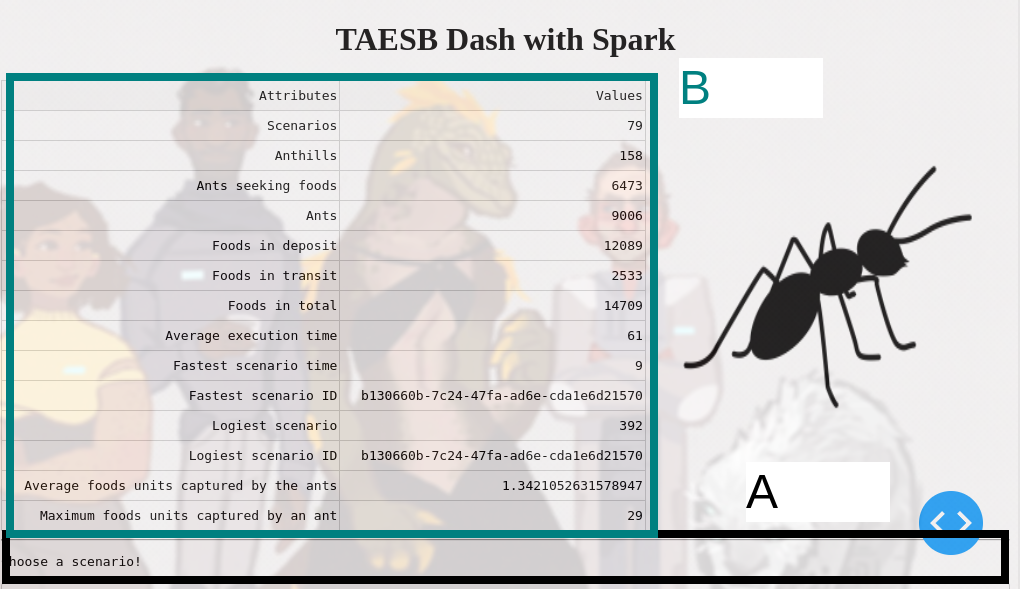 TAESB Dash with Spark
B
Attributes Values
Scenarios 79
Anthills 158
Ants seeking foods 6473
Ants 9006
Foods in deposit 12089
Foods in transit 2533
Foods in total 14709
Average execution time 61
Fastest scenario time 9
Fastest scenario ID b130660b-7c24-47fa-ad6e-cda1e6d21570
Logiest scenario 392
Logiest scenario ID b130660b-7c24-47fa-ad6e-cda1e6d21570
Average foods units captured by the ants 1.3421052631578947
Maximum foods units captured by an ant 29
A
hoose a scenario!